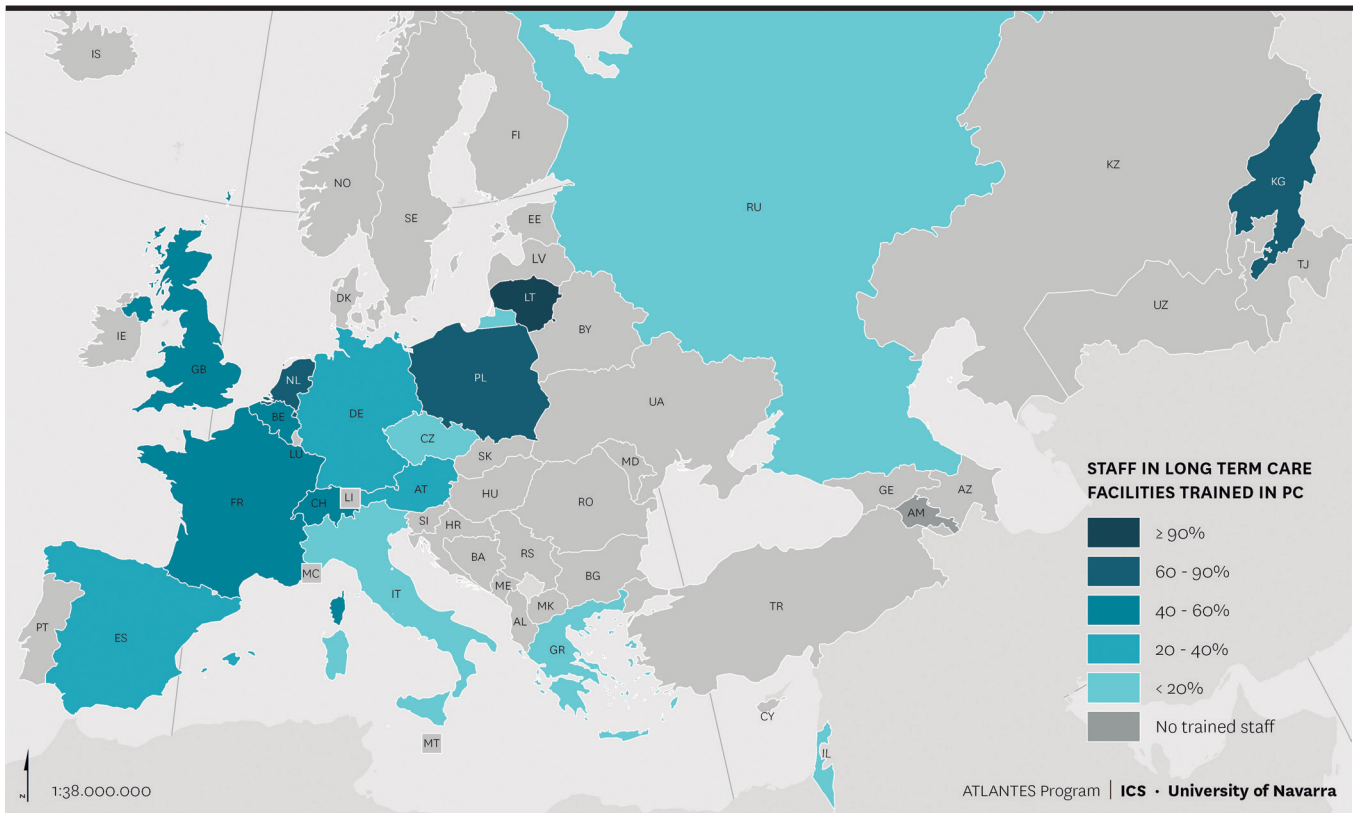 IS
NO
SE
FI
EE
LV
LT
DK
BY
IE
GB
NL
BE
LU
DE
PL
CZ
SK
UA
MD
FR
CH
LI
AT
HU
RO
SI
HR
BA
RS
BG
ME
MK
AL
GR
MC
IT
PT
ES
MT
CY
TR
GE
AZ
AM
IL
RU
KZ
KG
TJ
UZ
STAFF IN LONG TERM CARE
FACILITIES TRAINED IN PC
≥ 90%
60 - 90%
40 - 60%
20 - 40%
< 20%
No trained staff
N
1:38.000.000
ATLANTES Program | ICS · University of Navarra